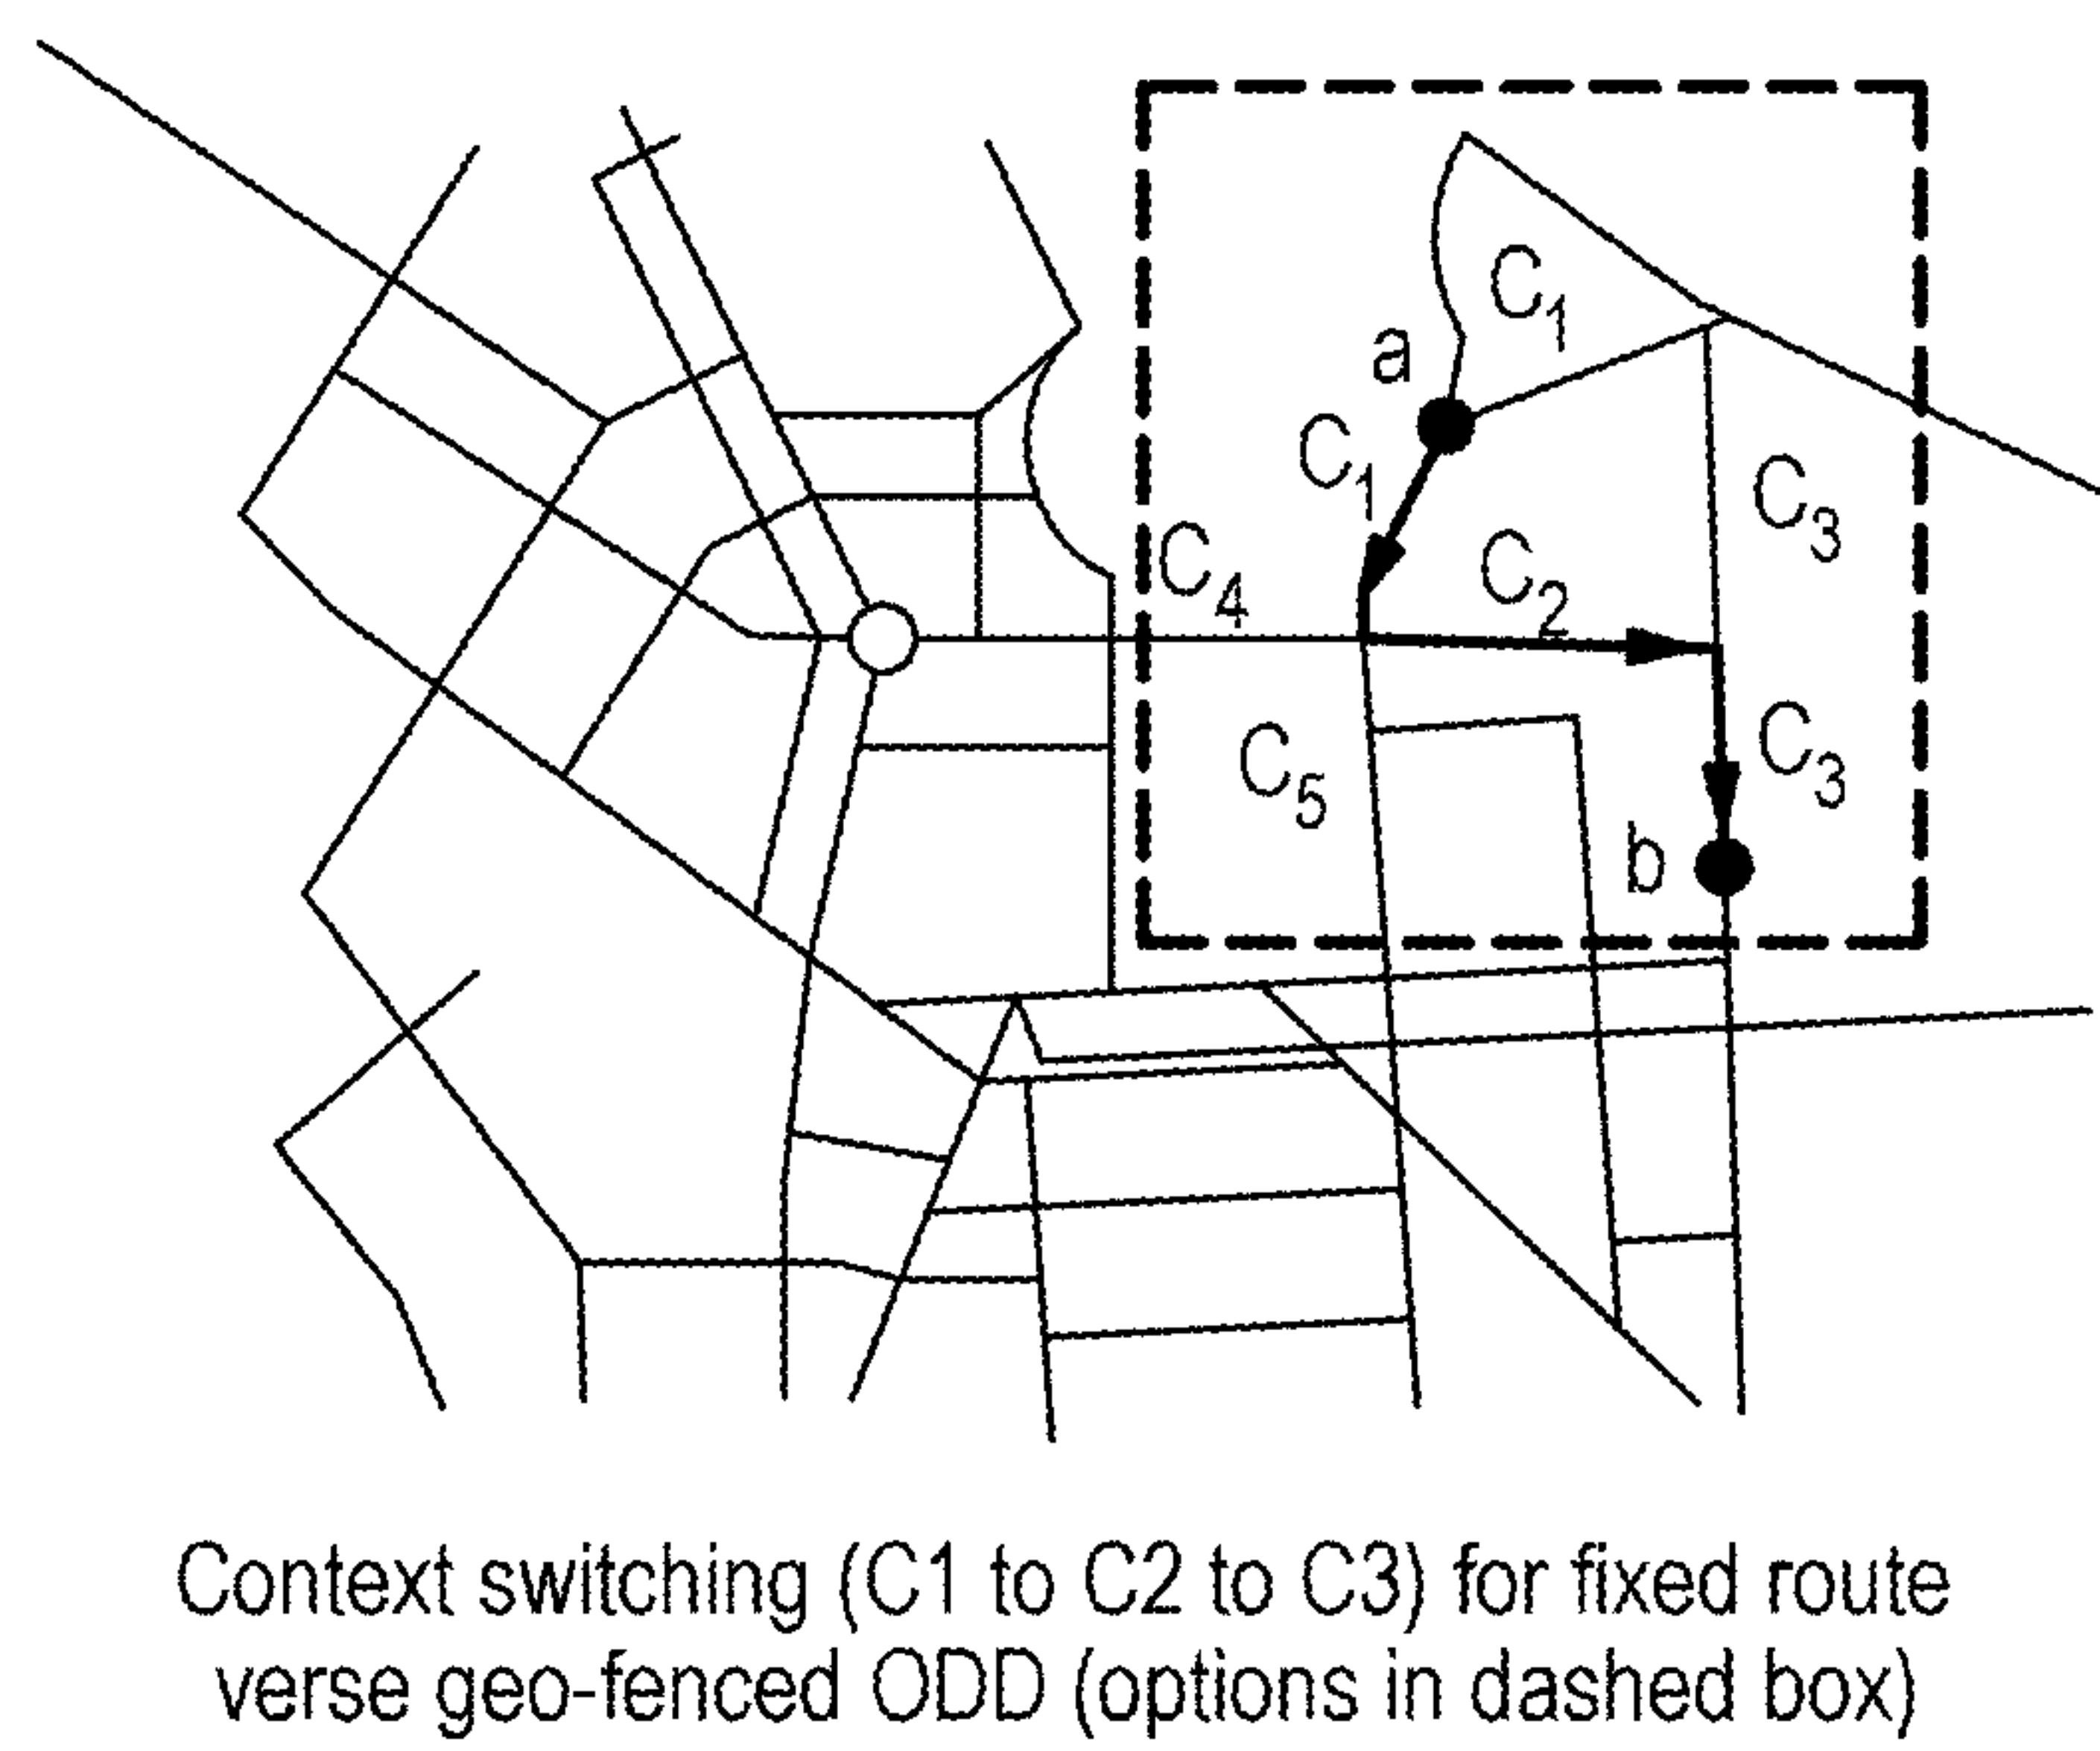 C1
a
C1
C3
C4
C2
C5
C3
b
Context switching (C1 to C2 to C3) for fixed route
verse geo-fenced ODD (options in dashed box)